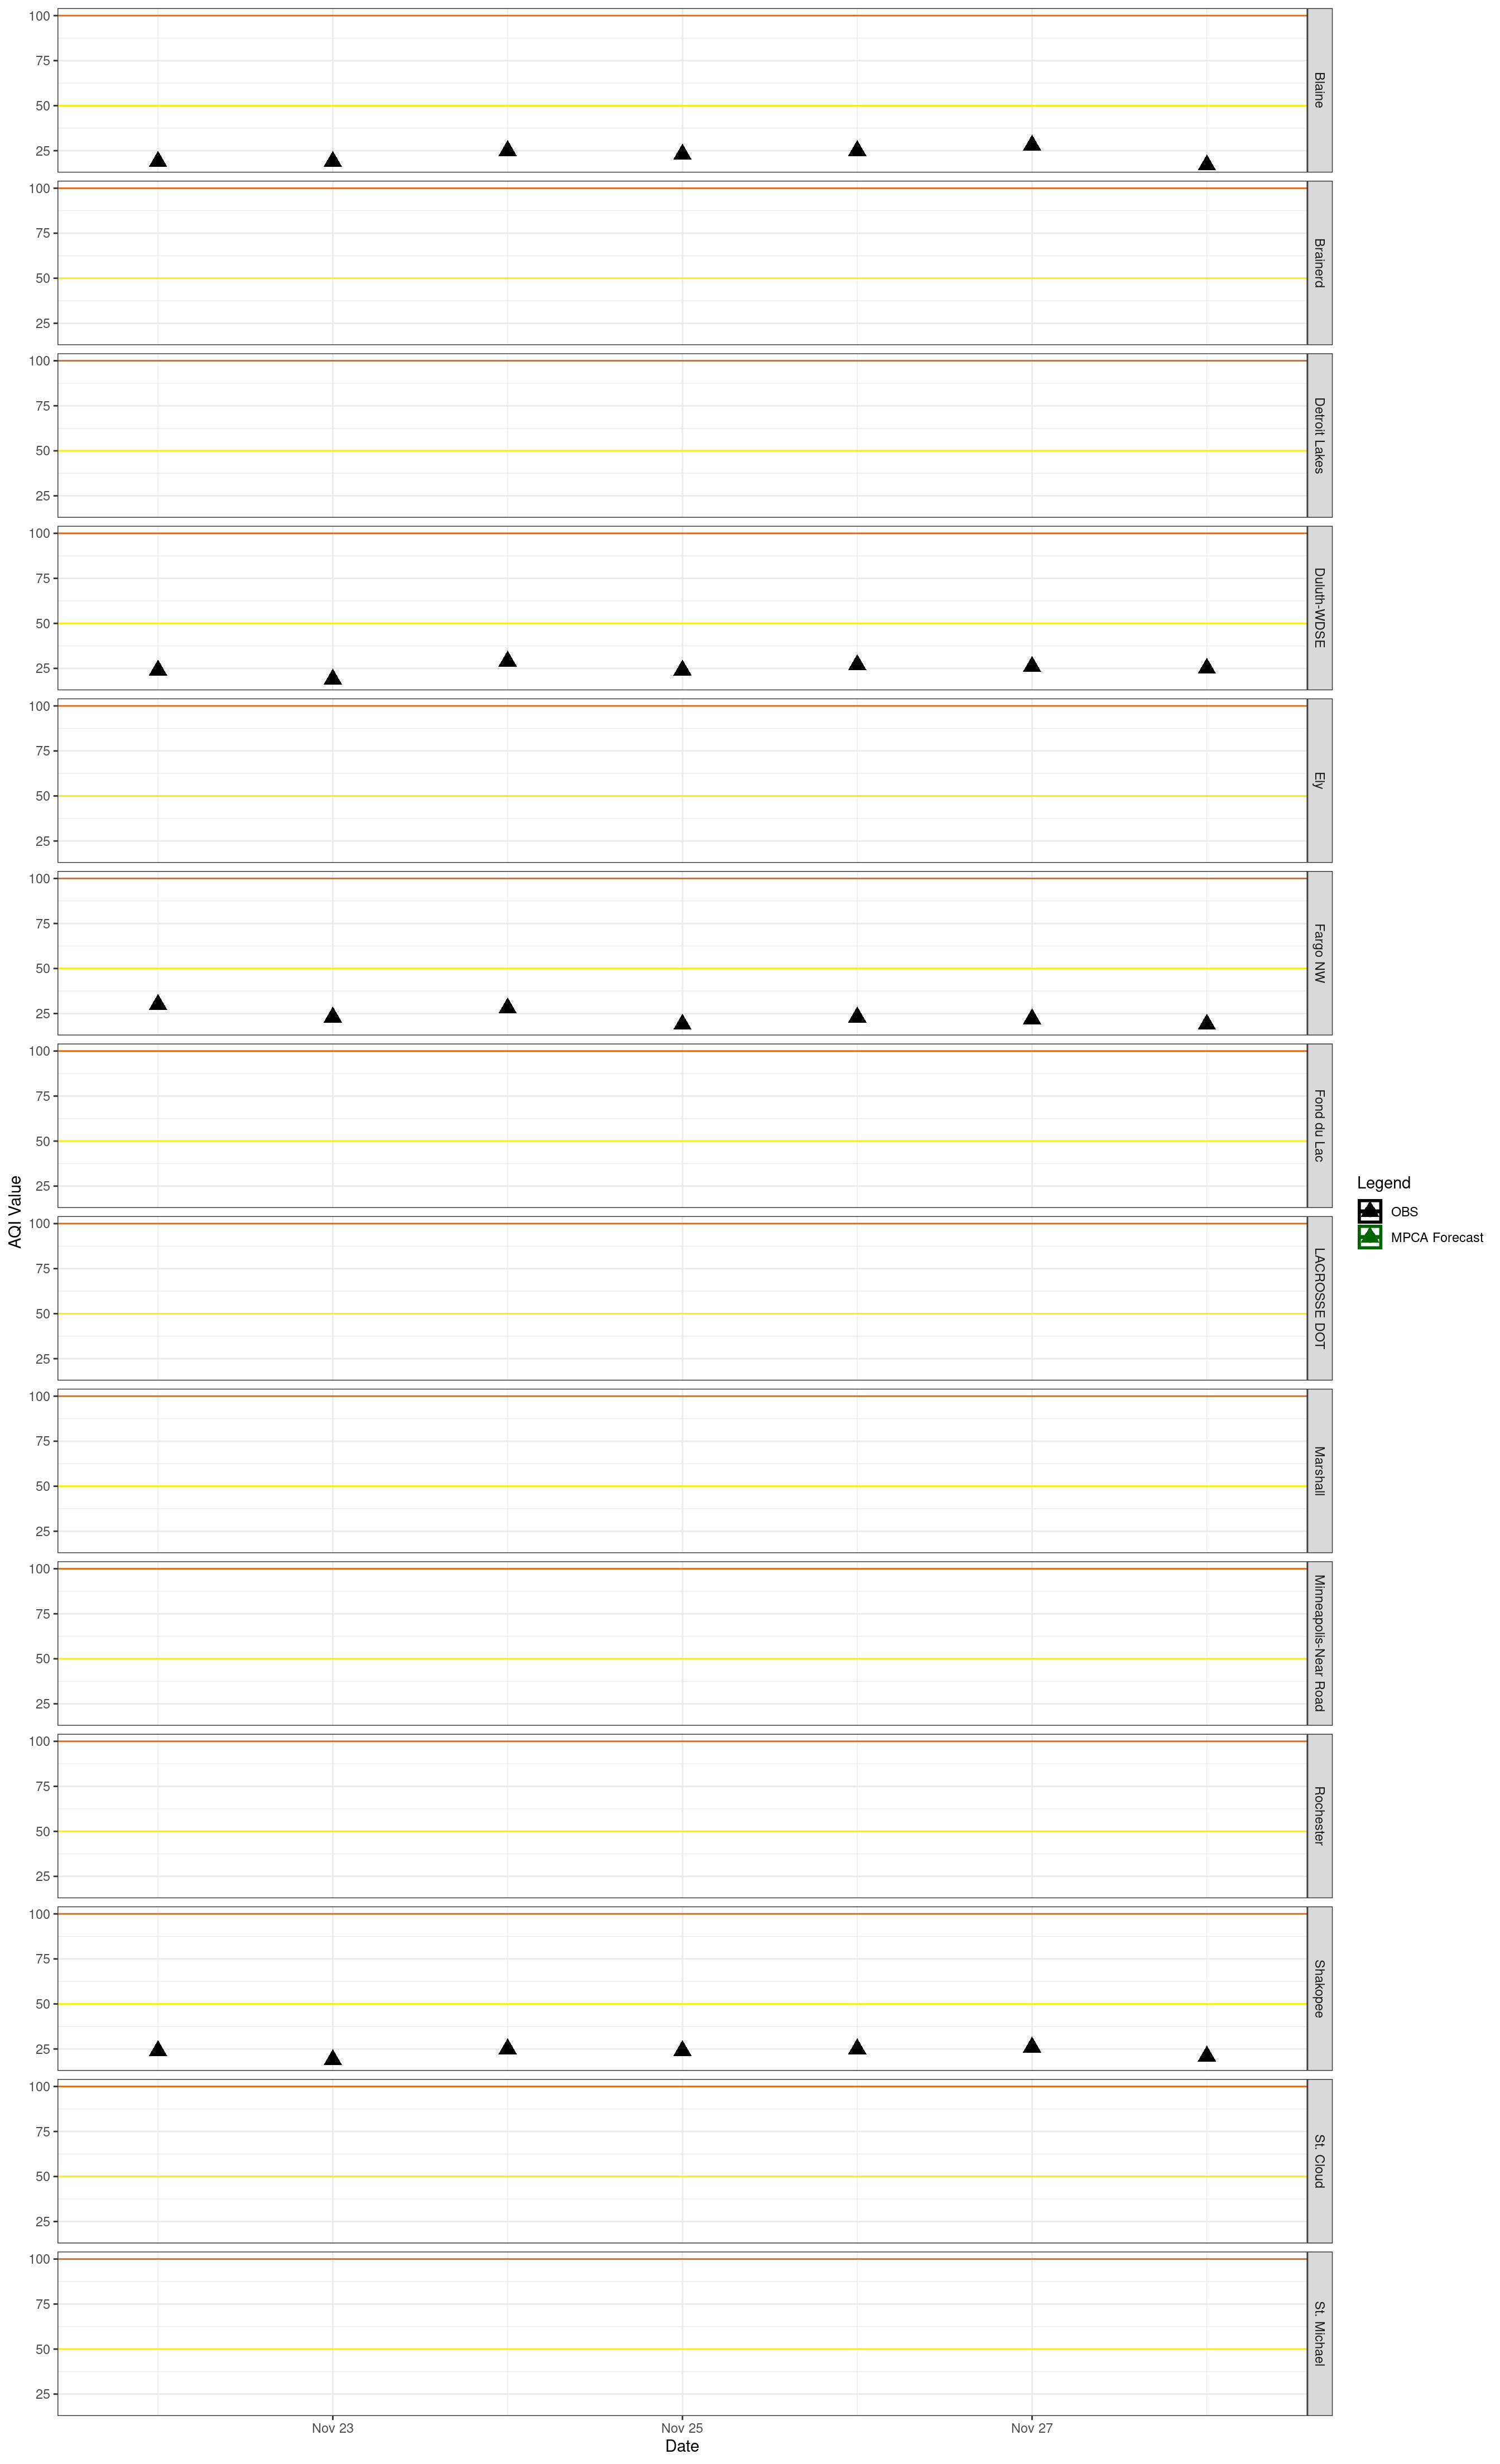 100
75
50
25
Blaine
100
75
50
25
Brainerd
100
75
50
25
Detroit Lakes
100
75
50
25
Duluth-WDSE
100
75
50
25
Ely
100
75
50
25
Fargo NW
100
75
50
25
Fond du Lac
100
75
50
25
LACROSSE DOT
100
75
50
25
Marshall
100
75
50
25
Minneapolis-Near Road
100
75
50
25
Rochester
100
75
50
25
Shakopee
100
75
50
25
St. Cloud
100
75
50
25
St. Michael
Nov 23
Nov 25
Nov 27
Date
AQI Value
Legend
OBS
MPCA Forecast